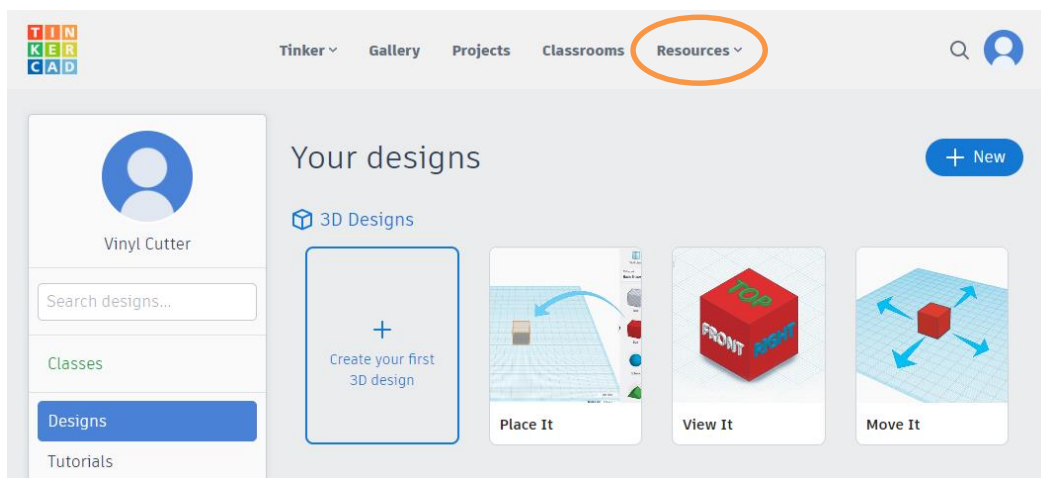 TIN
KER
CAD
Tinker Gallery Projects Classrooms Resources
Vinyl Cutter
Search designs...
Classes
Designs
Tutorials
Your designs
+ New
3D Designs
+
Create your first
3D design
Place It
TOP
FRONT RIGHT
View It
Move It